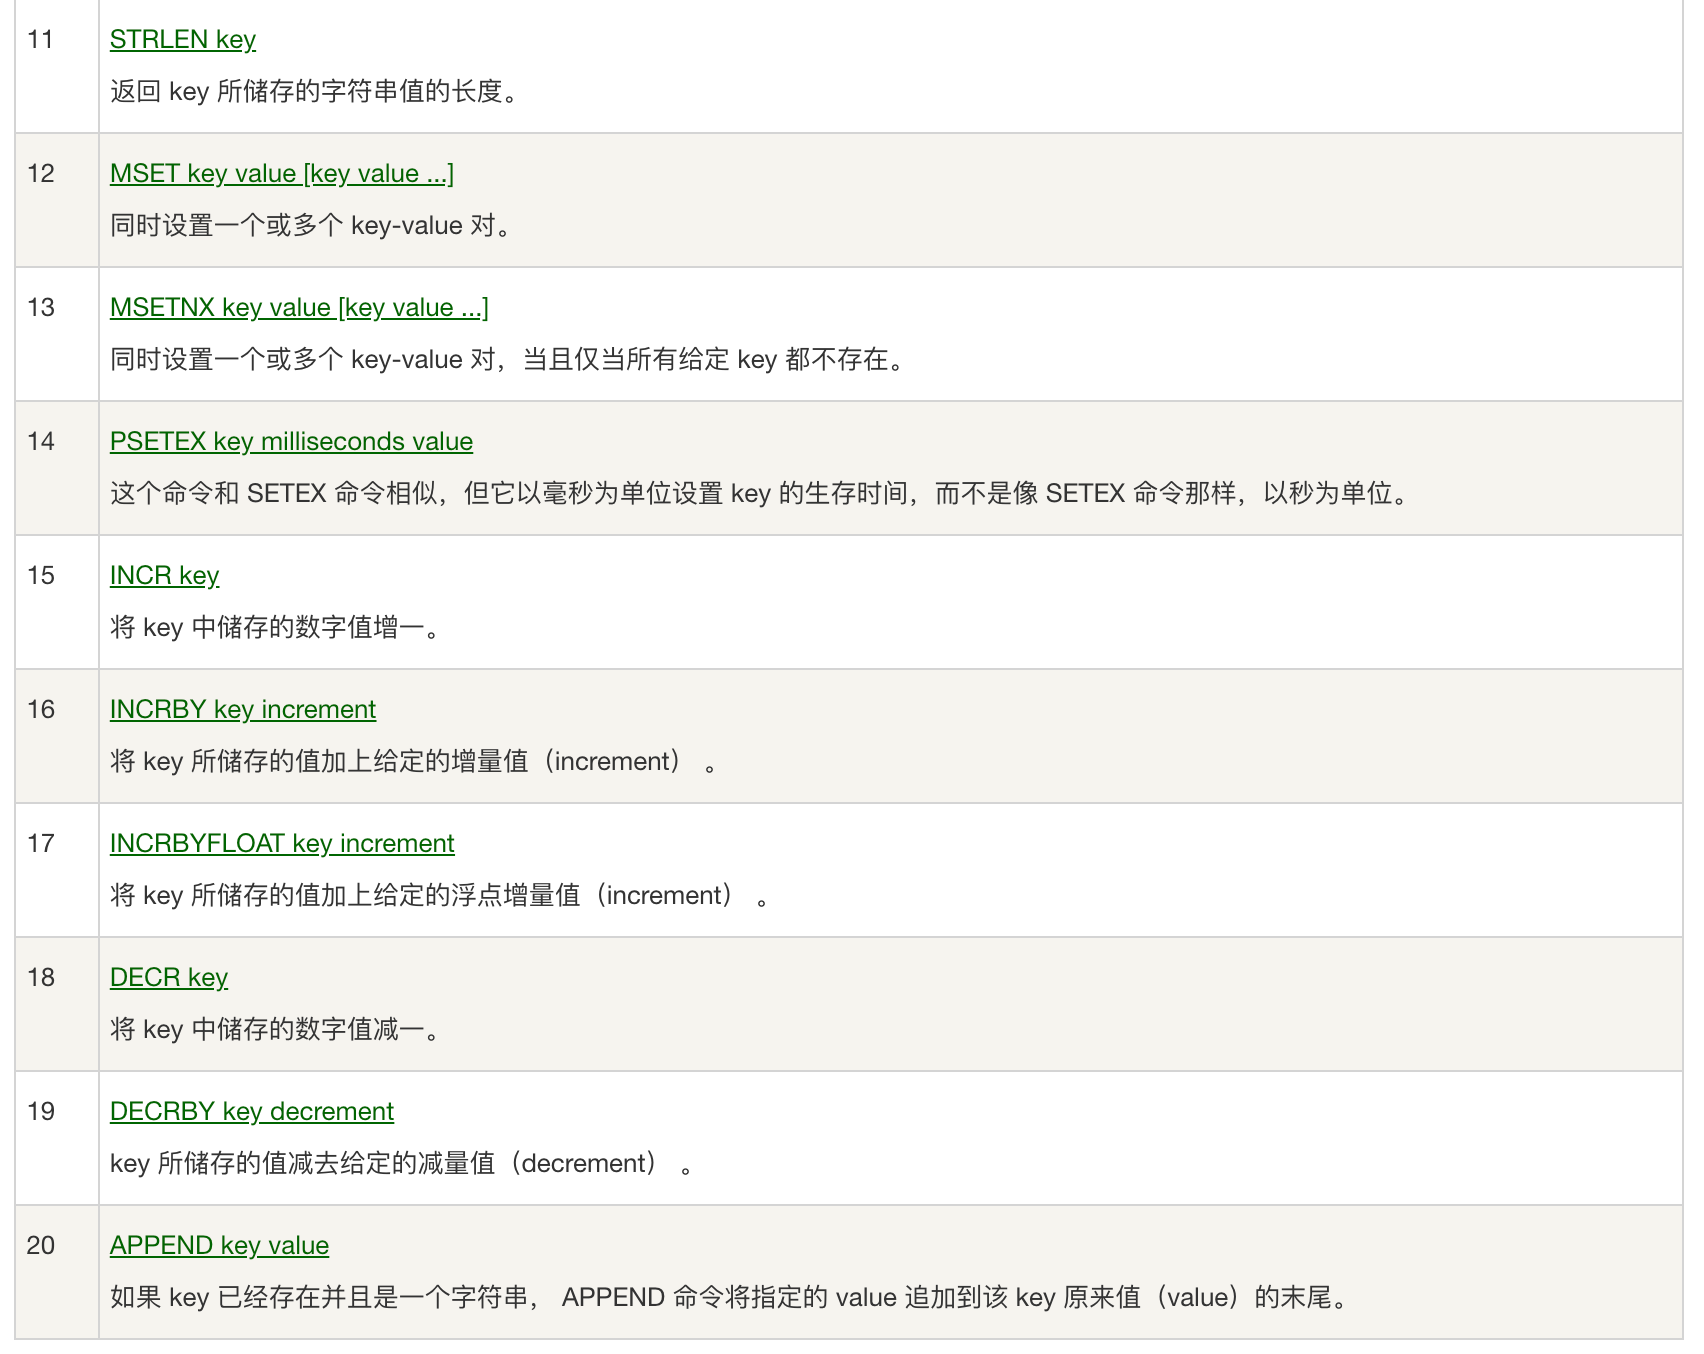 11
STRLEN key
返回 key 所储存的字符串值的长度。
12
MSET key value [key value ...]
同时设置一个或多个 key-value 对。
13
MSETNX key value [key value ...]
同时设置一个或多个 key-value 对，当且仅当所有给定 key 都不存在。
14
PSETEX key milliseconds value
这个命令和 SETEX 命令相似，但它以毫秒为单位设置 key 的生存时间，而不是像 SETEX 命令那样，以秒为单位。
15
INCR key
将 key 中储存的数字值增一。
16
INCRBY key increment
将 key 所储存的值加上给定的增量值（increment） 。
17
INCRBYFLOAT key increment
将 key 所储存的值加上给定的浮点增量值（increment） 。
18
DECR key
将 key 中储存的数字值减一。
19
DECRBY key decrement
key 所储存的值减去给定的减量值（decrement） 。
20
APPEND key value
如果 key 已经存在并且是一个字符串， APPEND 命令将指定的 value 追加到该 key 原来值（value）的末尾。